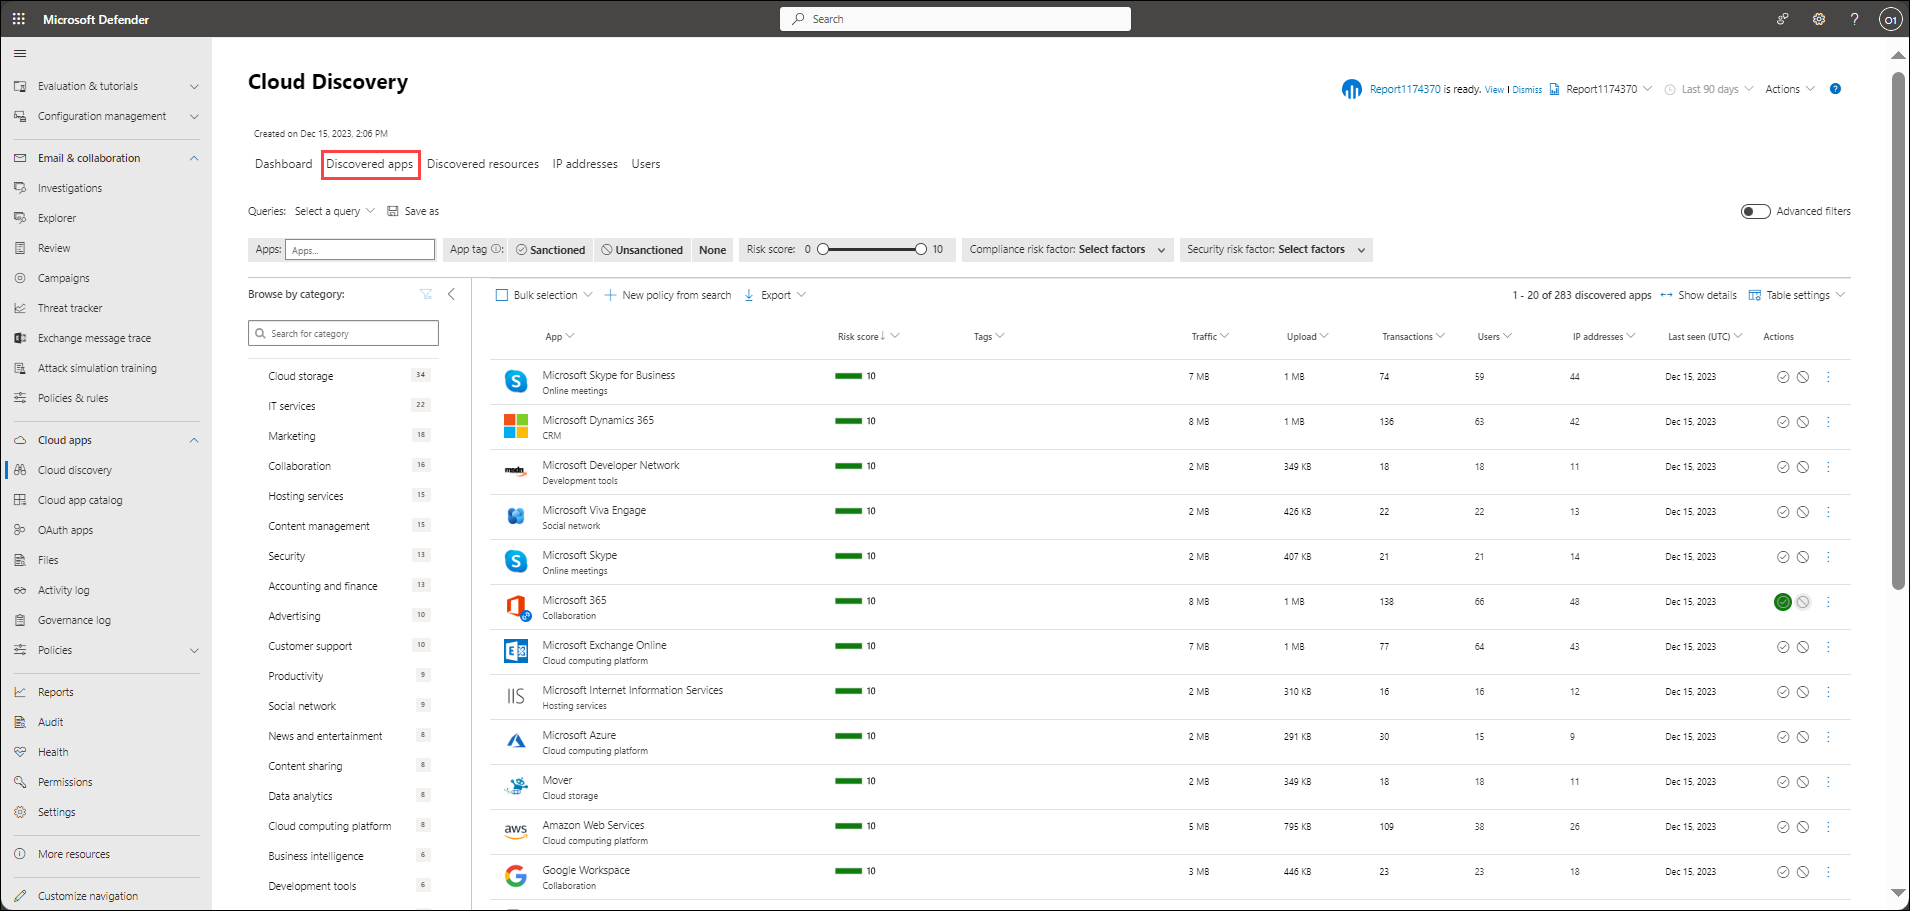 Microsoft Defender
Search
O1
Evaluation & tutorials
Configuration management
Email & collaboration
Investigations
Explorer
Review
Campaigns
Threat tracker
Exchange message trace
Attack simulation training
Policies & rules
Cloud apps
Cloud discovery
Cloud app catalog
OAuth apps
Files
Activity log
Governance log
Policies
Reports
Audit
Health
Permissions
Settings
More resources
Customize navigation
Cloud Discovery
Report1174370 is ready. View | Dismiss Report1174370 Last 90 days Actions ?
Created on Dec 15, 2023, 2:06 PM
Dashboard Discovered apps Discovered resources IP addresses Users
Queries: Select a query Save as Advanced filters
Apps: Apps... App tag : Sanctioned Unsanctioned None Risk score: 0 10 Compliance risk factor: Select factors Security risk factor: Select factors
Browse by category:
Search for category
Cloud storage 34
IT services 22
Marketing 18
Collaboration 16
Hosting services 15
Content management 15
Security 13
Accounting and finance 13
Advertising 10
Customer support 10
Productivity 9
Social network 9
News and entertainment 8
Content sharing 8
Data analytics 8
Cloud computing platform 8
Business intelligence 6
Development tools 6
Bulk selection New policy from search Export 1 - 20 of 283 discovered apps Show details Table settings
App Risk score Tags Traffic Upload Transactions Users IP addresses Last seen (UTC) Actions
Microsoft Skype for Business 10 7 MB 1 MB 74 59 44 Dec 15, 2023
Online meetings
Microsoft Dynamics 365 10 8 MB 1 MB 136 63 42 Dec 15, 2023
CRM
msdn Microsoft Developer Network 10 2 MB 349 KB 18 18 11 Dec 15, 2023
Development tools
Microsoft Viva Engage 10 2 MB 426 KB 22 22 13 Dec 15, 2023
Social network
Microsoft Skype 10 2 MB 407 KB 21 21 14 Dec 15, 2023
Online meetings
Microsoft 365 10 8 MB 1 MB 138 66 48 Dec 15, 2023
Collaboration
Microsoft Exchange Online 10 7 MB 1 MB 77 64 43 Dec 15, 2023
Cloud computing platform
IIS Microsoft Internet Information Services 10 2 MB 310 KB 16 16 12 Dec 15, 2023
Hosting services
Microsoft Azure 10 2 MB 291 KB 30 15 9 Dec 15, 2023
Cloud computing platform
Mover 10 2 MB 349 KB 18 18 11 Dec 15, 2023
Cloud storage
aws Amazon Web Services 10 5 MB 795 KB 109 38 26 Dec 15, 2023
Cloud computing platform
Google Workspace 10 3 MB 446 KB 23 23 18 Dec 15, 2023
Collaboration